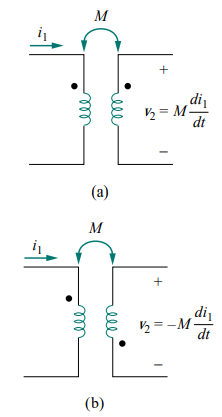 M
i₁
+
v₂ = M di₁/dt
−
(a)
M
i₁
+
v₂ = −M di₁/dt
−
(b)